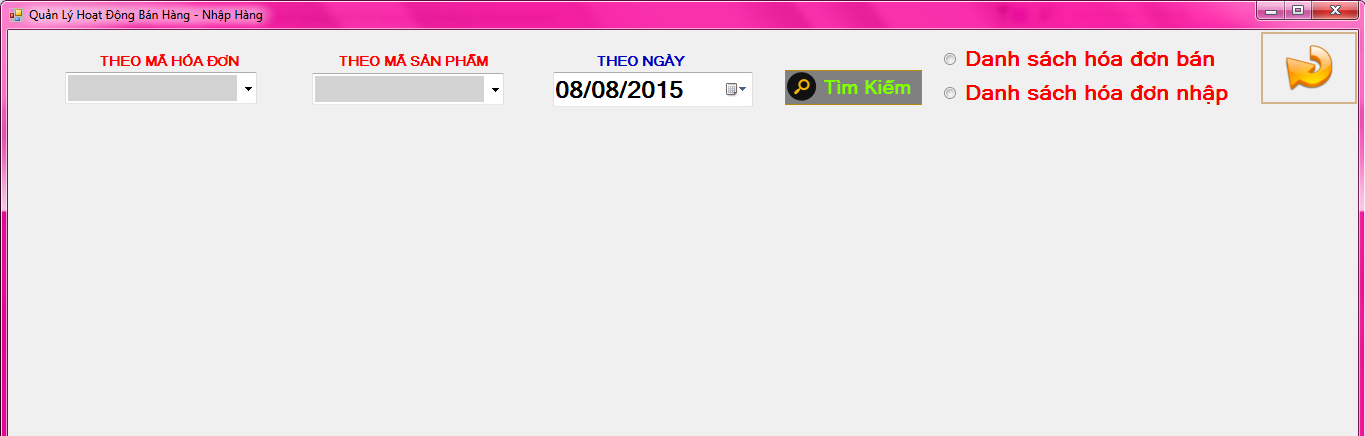 Quản Lý Hoạt Động Bán Hàng - Nhập Hàng
THEO MÃ HÓA ĐƠN
THEO MÃ SẢN PHẨM
THEO NGÀY
08/08/2015
Tìm Kiếm
Danh sách hóa đơn bán
Danh sách hóa đơn nhập